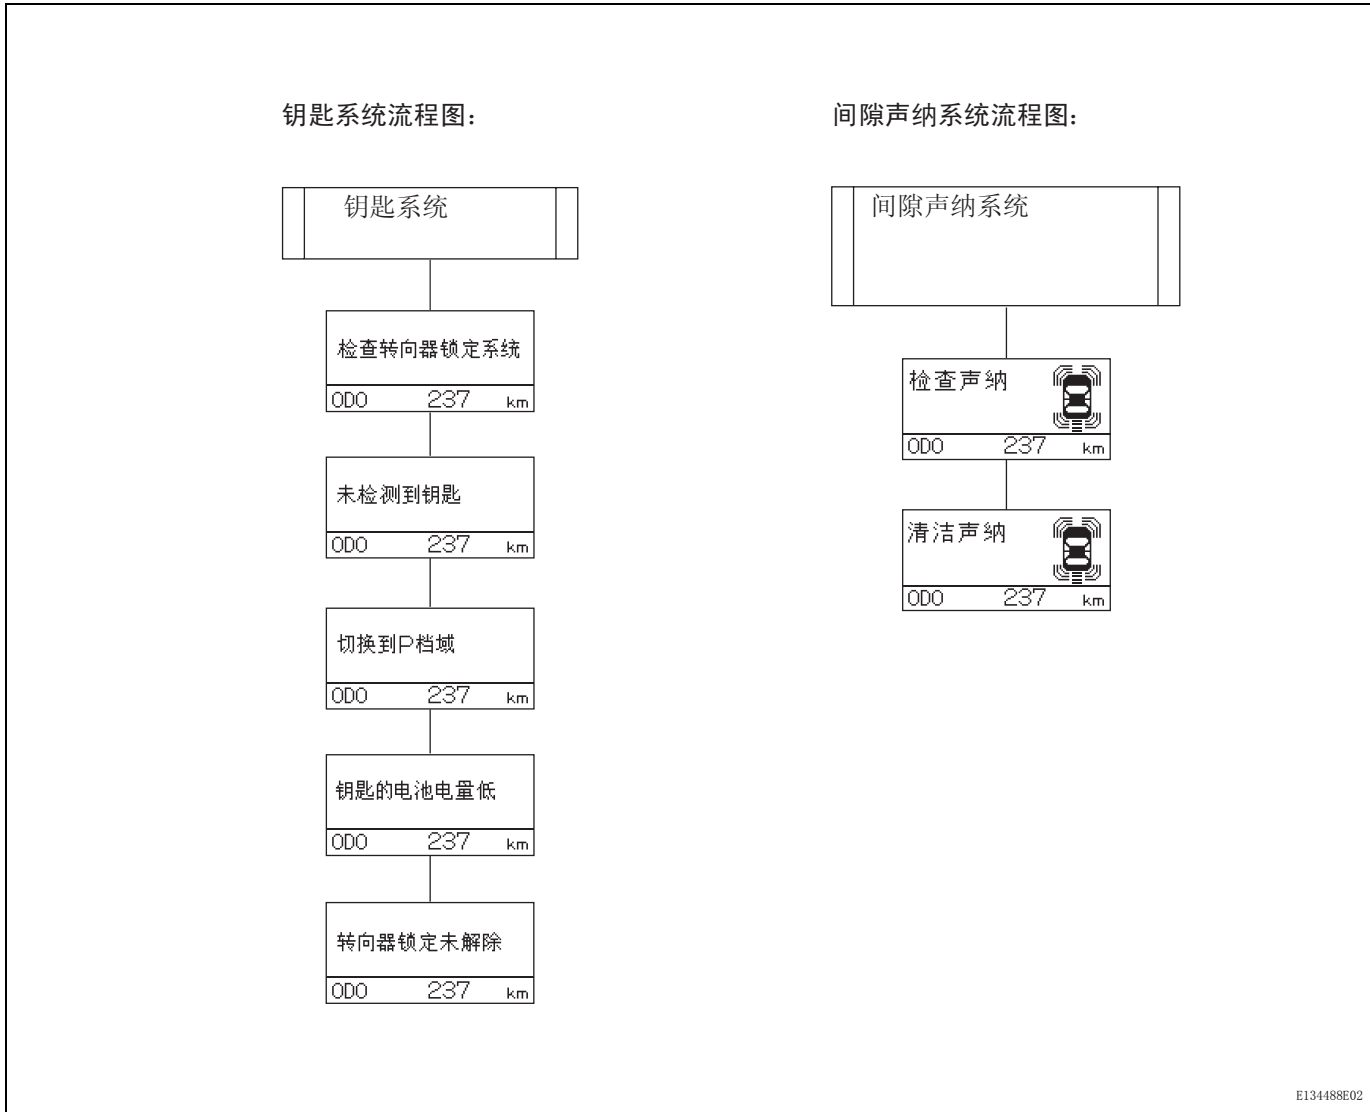 钥匙系统流程图:
钥匙系统
检查转向器锁定系统
ODO 237 km
未检测到钥匙
ODO 237 km
切换到P档域
ODO 237 km
钥匙的电池电量低
ODO 237 km
转向器锁定未解除
ODO 237 km
间隙声纳系统流程图:
间隙声纳系统
检查声纳
ODO 237 km
清洁声纳
ODO 237 km
E134488E02